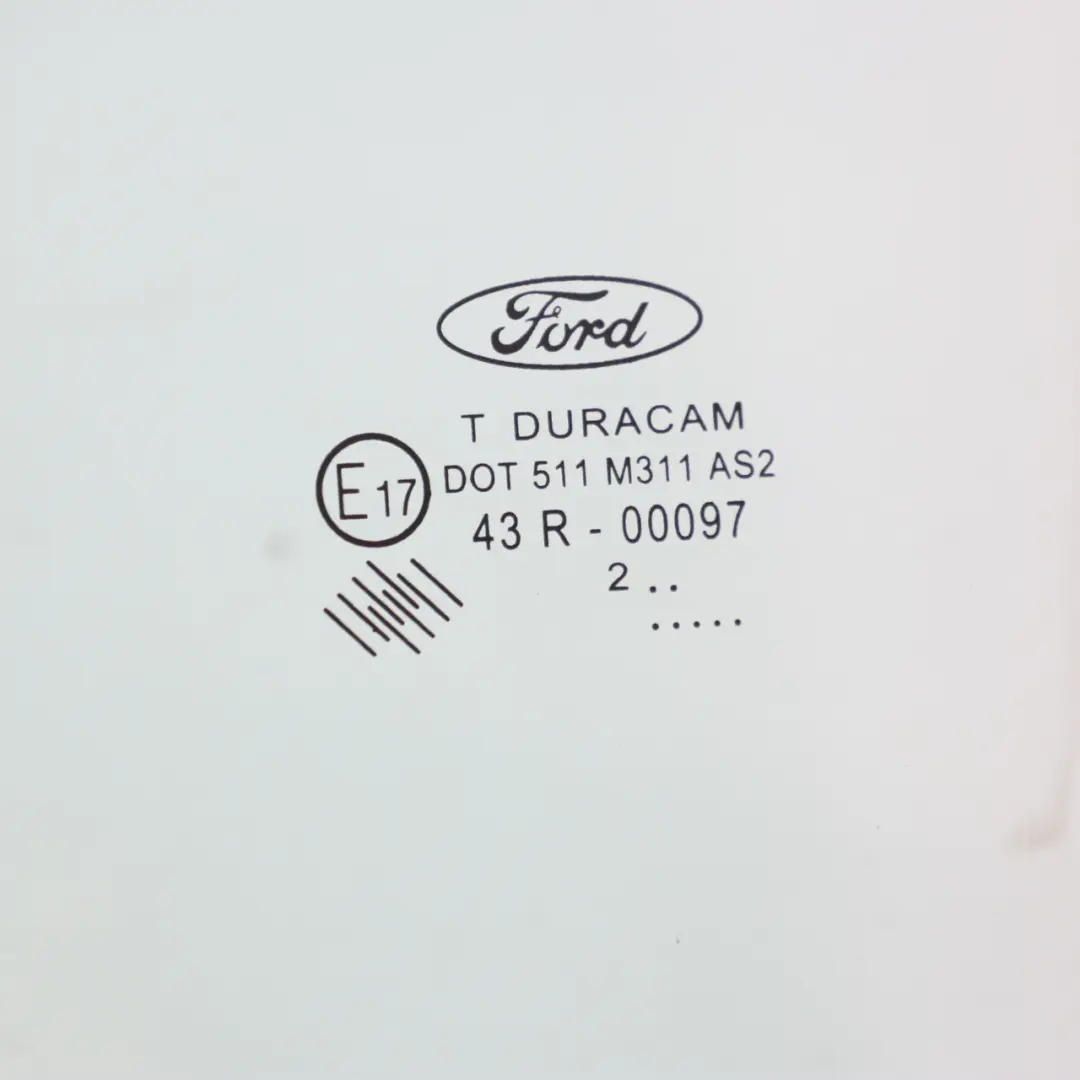 Ford
T DURACAM
E17 DOT 511 M311 AS2
43 R - 00097
2 ..
.....